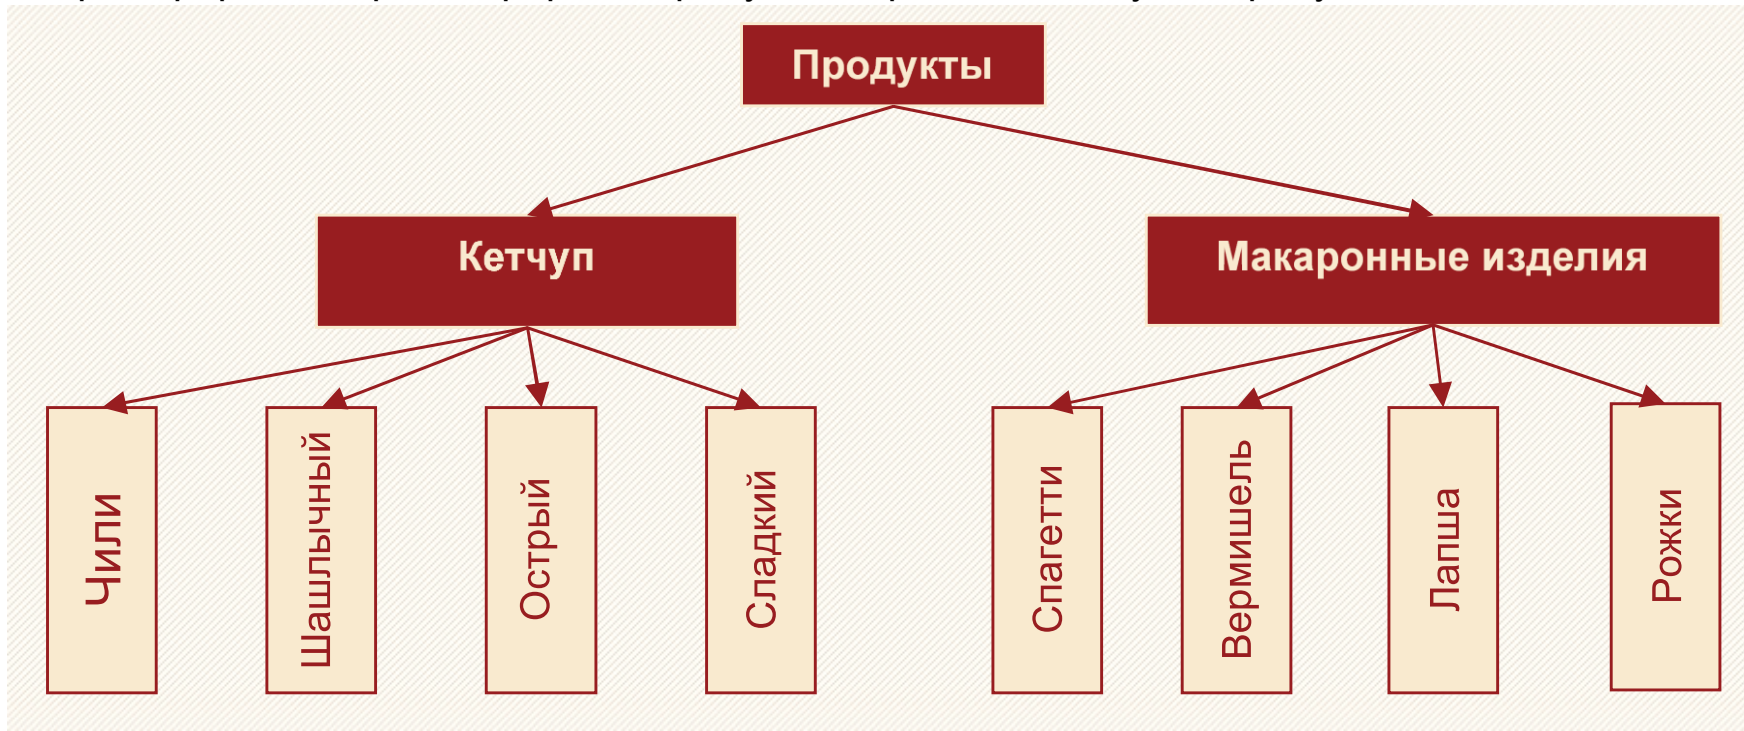 Продукты
Кетчуп
Макаронные изделия
Чили
Шашлычный
Острый
Сладкий
Спагетти
Вермишель
Лапша
Рожки